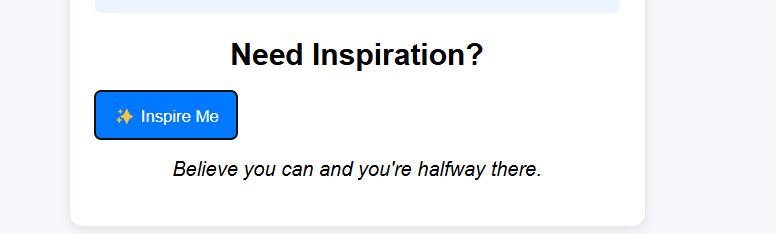 Need Inspiration?
✨ Inspire Me
Believe you can and you're halfway there.